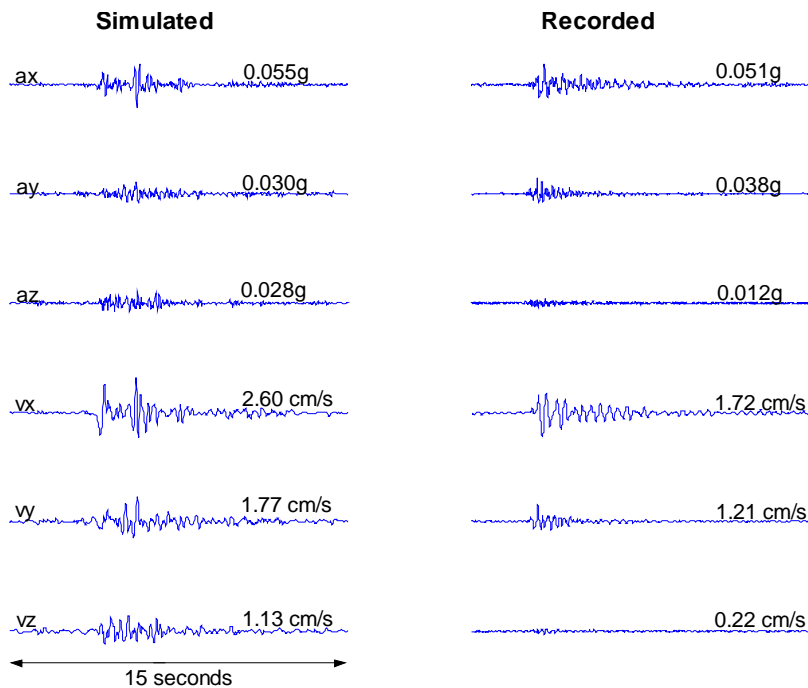 Simulated Recorded
ax 0.055g 0.051g
ay 0.030g 0.038g
az 0.028g 0.012g
vx 2.60 cm/s 1.72 cm/s
vy 1.77 cm/s 1.21 cm/s
vz 1.13 cm/s 0.22 cm/s
15 seconds